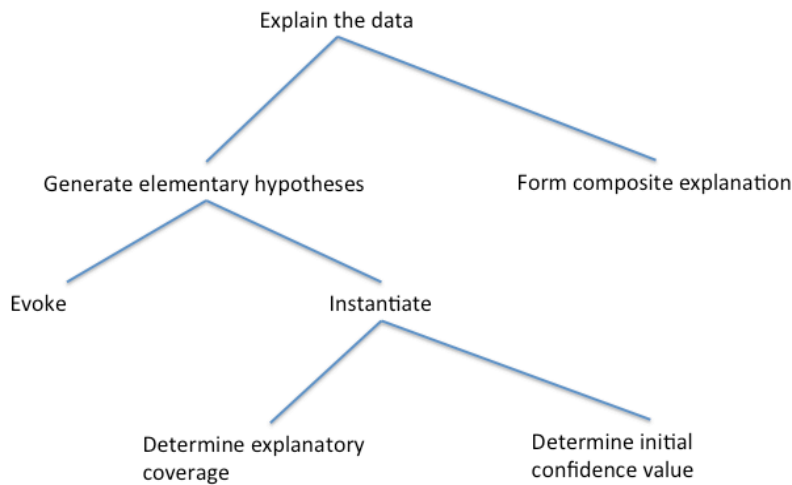 Explain the data
Generate elementary hypotheses
Form composite explanation
Evoke
Instantiate
Determine explanatory
coverage
Determine initial
confidence value